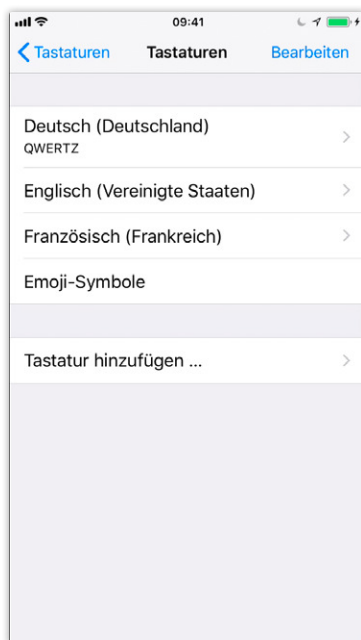 09:41
Tastaturen Tastaturen Bearbeiten
Deutsch (Deutschland)
QWERTZ
Englisch (Vereinigte Staaten)
Französisch (Frankreich)
Emoji-Symbole
Tastatur hinzufügen ...